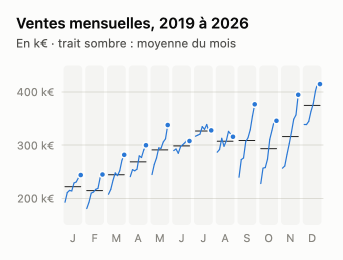 Ventes mensuelles, 2019 à 2026
En k€ · trait sombre : moyenne du mois
400 k€
300 k€
200 k€
J F M A M J J A S O N D